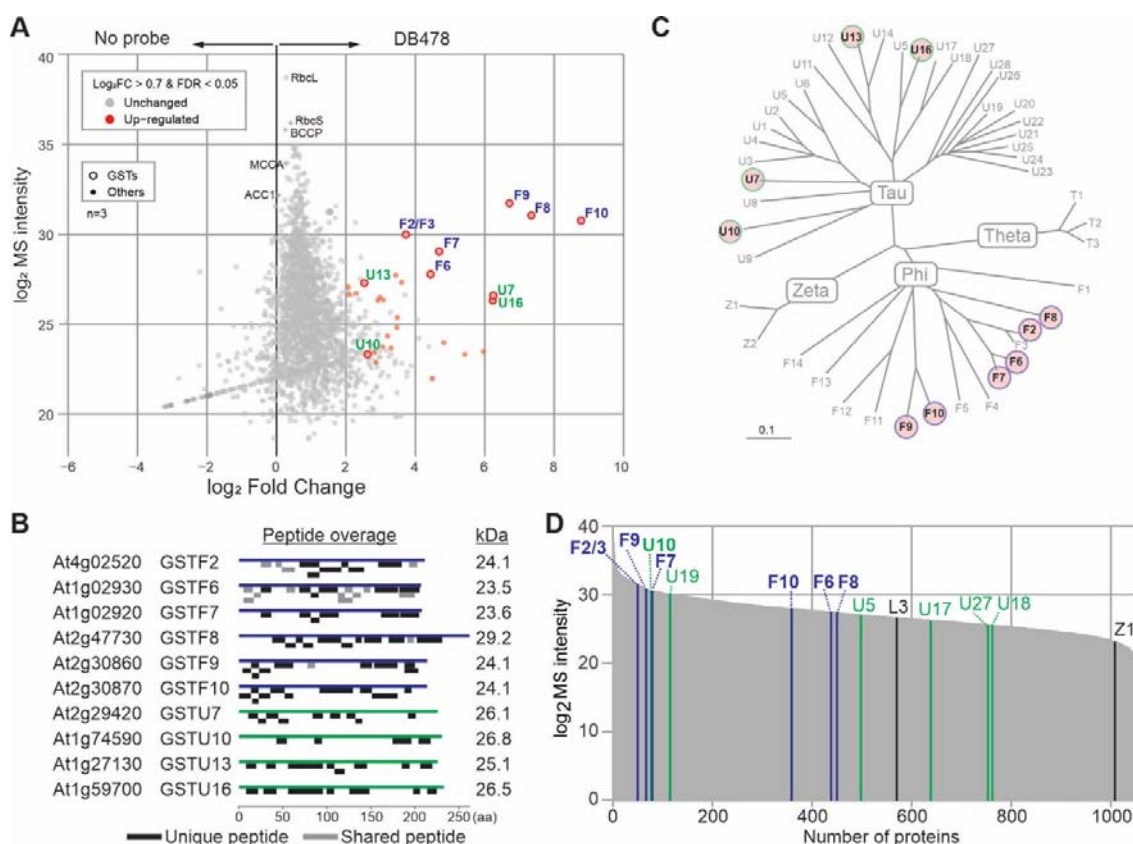 A
No probe
DB478
Log₂FC > 0.7 & FDR < 0.05
Unchanged
Up-regulated
GSTs
Others
n=3
RbcL
RbcS
BCCP
MCCA
ACC1
F9
F8
F10
F2/F3
F7
F6
U13
U7
U16
U10
40
35
30
25
20
log₂ MS intensity
−6 −4 −2 0 2 4 6 8 10
log₂ Fold Change
B
Peptide overage kDa
At4g02520 GSTF2 24.1
At1g02930 GSTF6 23.5
At1g02920 GSTF7 23.6
At2g47730 GSTF8 29.2
At2g30860 GSTF9 24.1
At2g30870 GSTF10 24.1
At2g29420 GSTU7 26.1
At1g74590 GSTU10 26.8
At1g27130 GSTU13 25.1
At1g59700 GSTU16 26.5
0 50 100 150 200 250 (aa)
Unique peptide Shared peptide
C
U12
U13
U14
U5
U16
U17
U18
U27
U28
U26
U19
U20
U22
U21
U25
U24
U23
U11
U6
U5
U2
U1
U4
U3
U7
U8
U10
U9
Tau
Theta
T1
T2
T3
Zeta
Z1
Z2
Phi
F1
F8
F2
F3
F6
F7
F4
F5
F10
F9
F11
F12
F13
F14
0.1
D
F2/3
F9
U10
F7
U19
F10
F6
F8
U5
L3
U17
U27
U18
Z1
40
30
20
10
0
log₂MS intensity
0 200 400 600 800 1000
Number of proteins